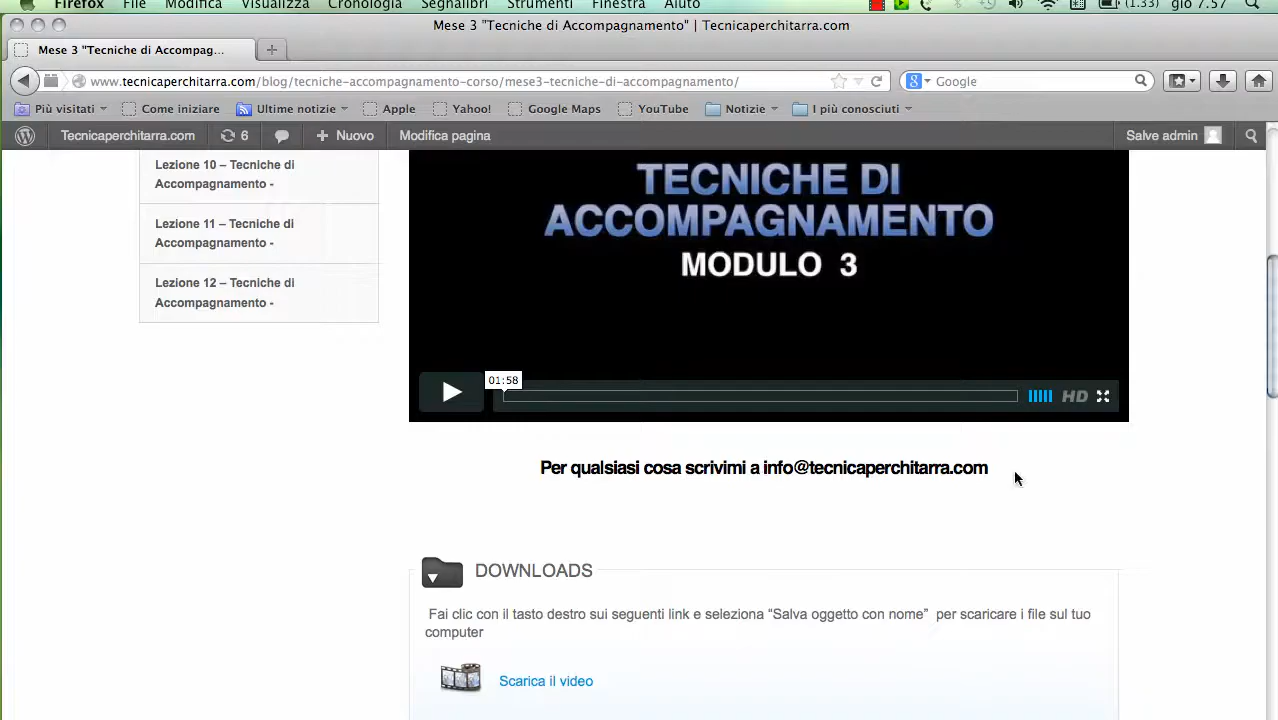 Firefox File Modifica Visualizza Cronologia Segnalibri Strumenti Finestra Aiuto (1.33) gio 7.57
Mese 3 "Tecniche di Accompagnamento" | Tecnicaperchitarra.com
Mese 3 "Tecniche di Accompag...
www.tecnicaperchitarra.com/blog/tecniche-accompagnamento-corso/mese3-tecniche-di-accompagnamento/
Google
Più visitati Come iniziare Ultime notizie Apple Yahoo! Google Maps YouTube Notizie I più conosciuti
Tecnicaperchitarra.com 6 Nuovo Modifica pagina Salve admin
Lezione 10 – Tecniche di
Accompagnamento -
Lezione 11 – Tecniche di
Accompagnamento -
Lezione 12 – Tecniche di
Accompagnamento -
TECNICHE DI
ACCOMPAGNAMENTO
MODULO 3
01:58
HD
Per qualsiasi cosa scrivimi a info@tecnicaperchitarra.com
DOWNLOADS
Fai clic con il tasto destro sui seguenti link e seleziona “Salva oggetto con nome” per scaricare i file sul tuo
computer
Scarica il video